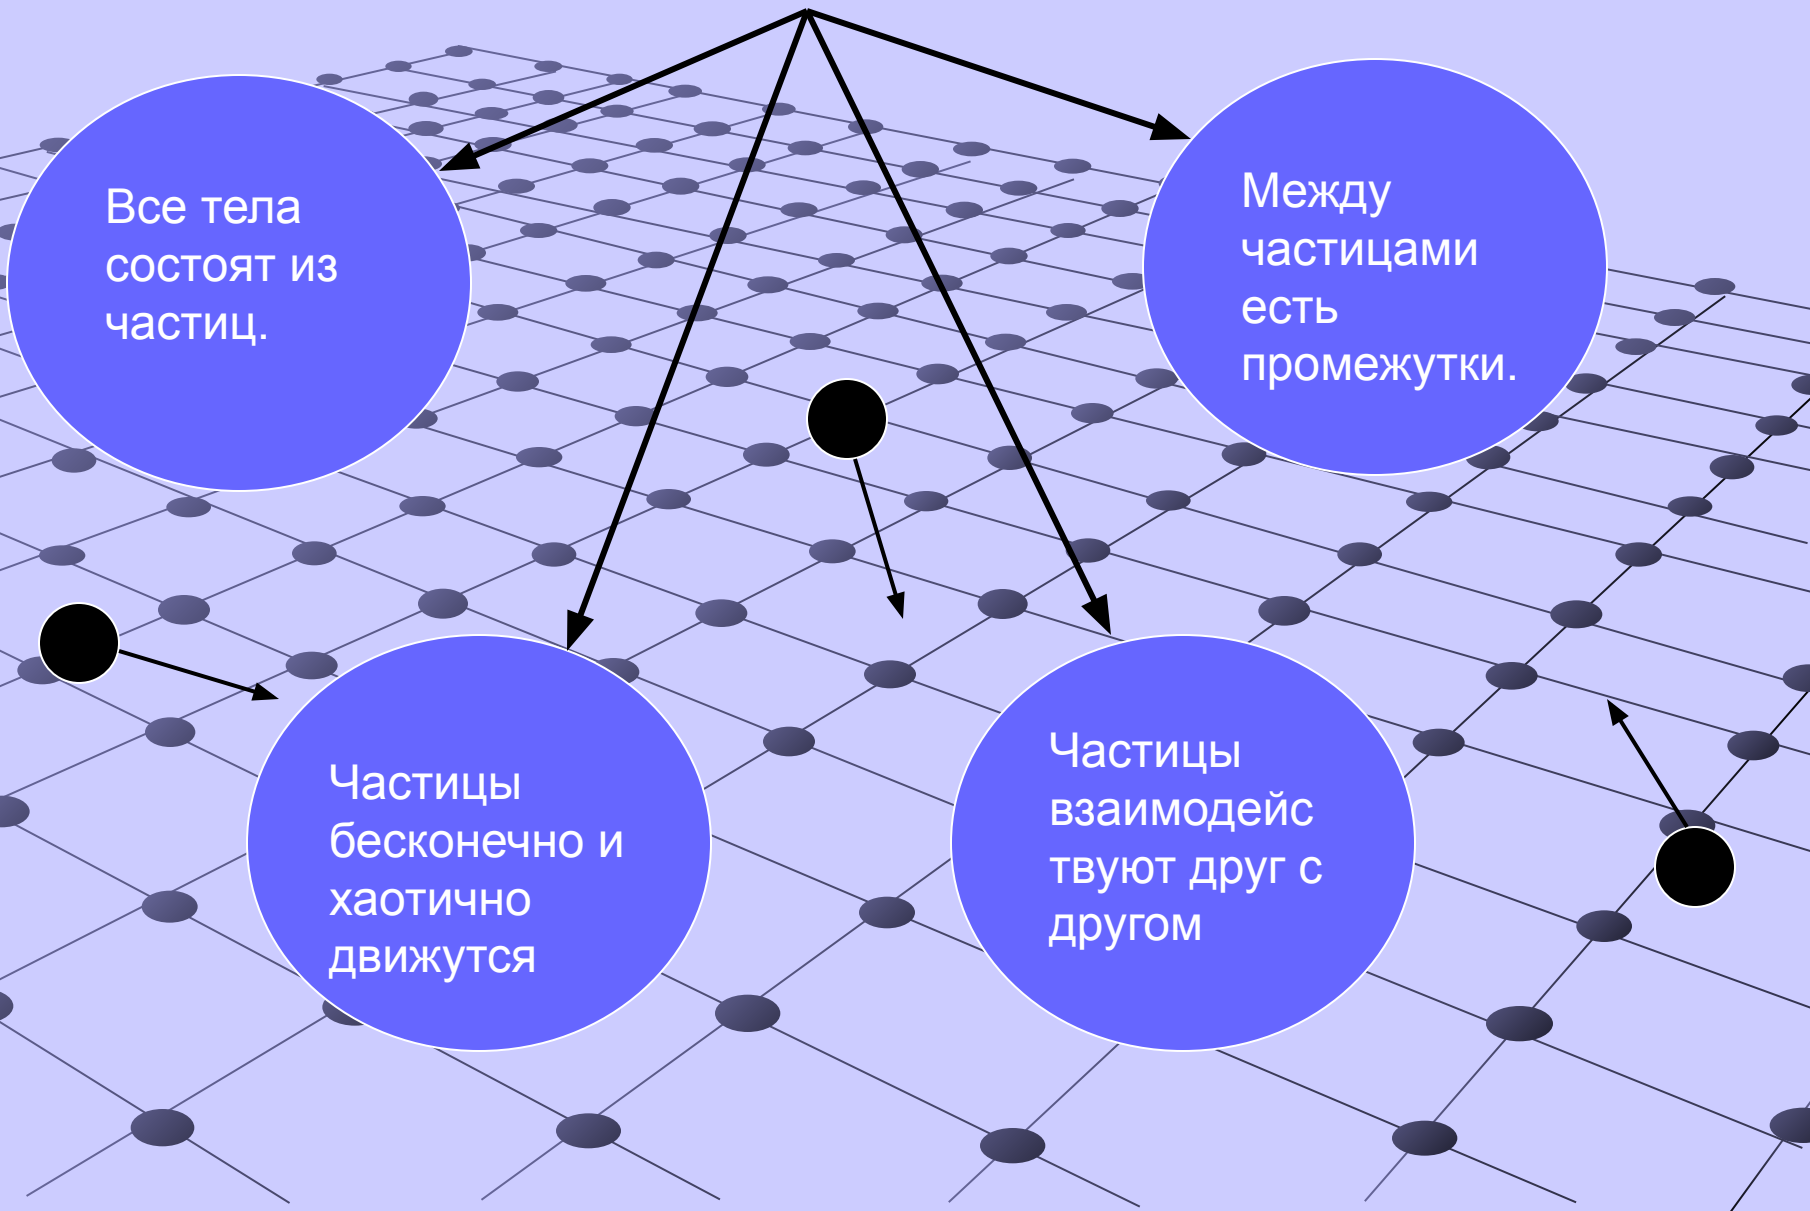 Все тела
состоят из
частиц.
Между
частицами
есть
промежутки.
Частицы
бесконечно и
хаотично
движутся
Частицы
взаимодейс
твуют друг с
другом